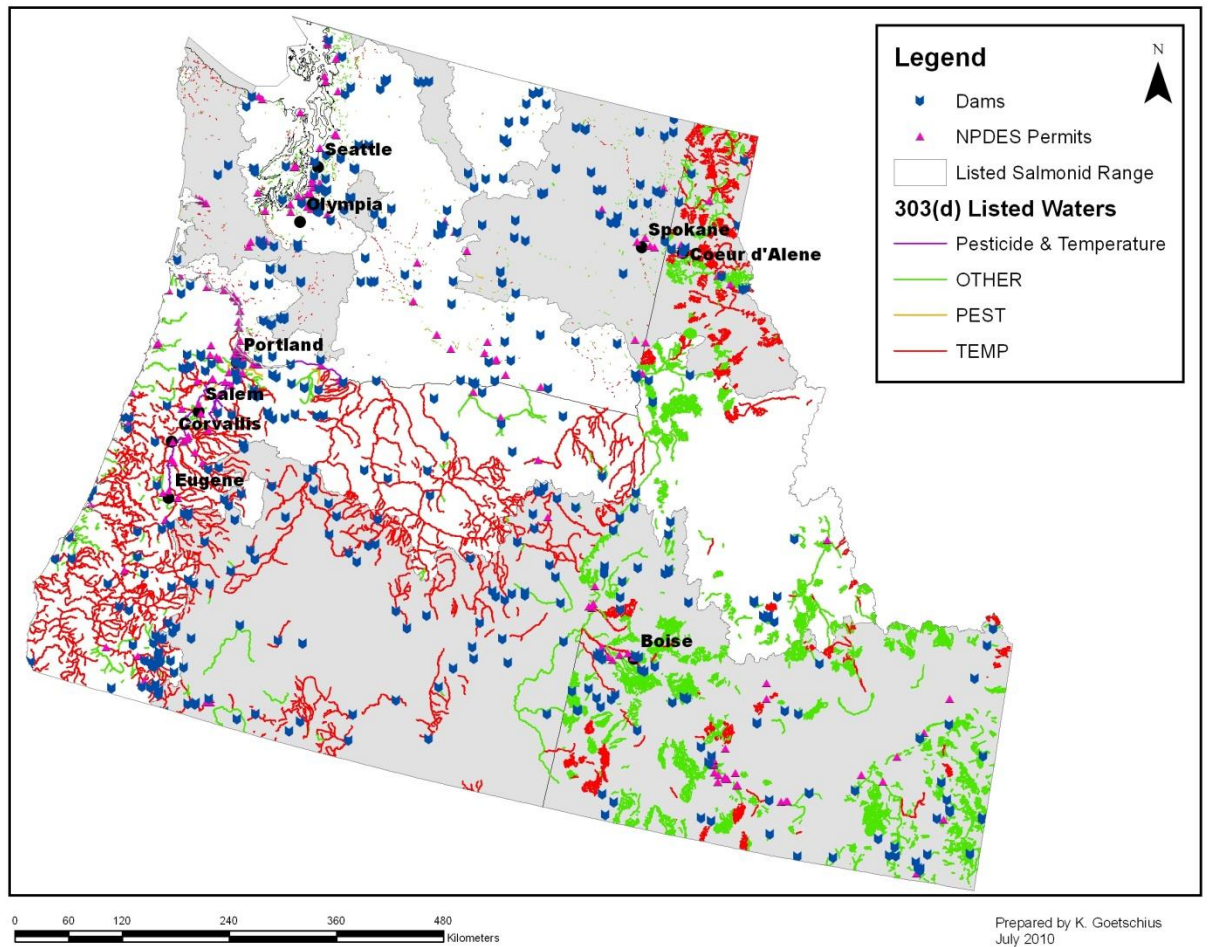 Legend
N
Dams
NPDES Permits
Listed Salmonid Range
303(d) Listed Waters
Pesticide & Temperature
OTHER
PEST
TEMP
Seattle
Olympia
Spokane
Coeur d'Alene
Portland
Salem
Corvallis
Eugene
Boise
0 60 120 240 360 480
Kilometers
Prepared by K. Goetschius
July 2010